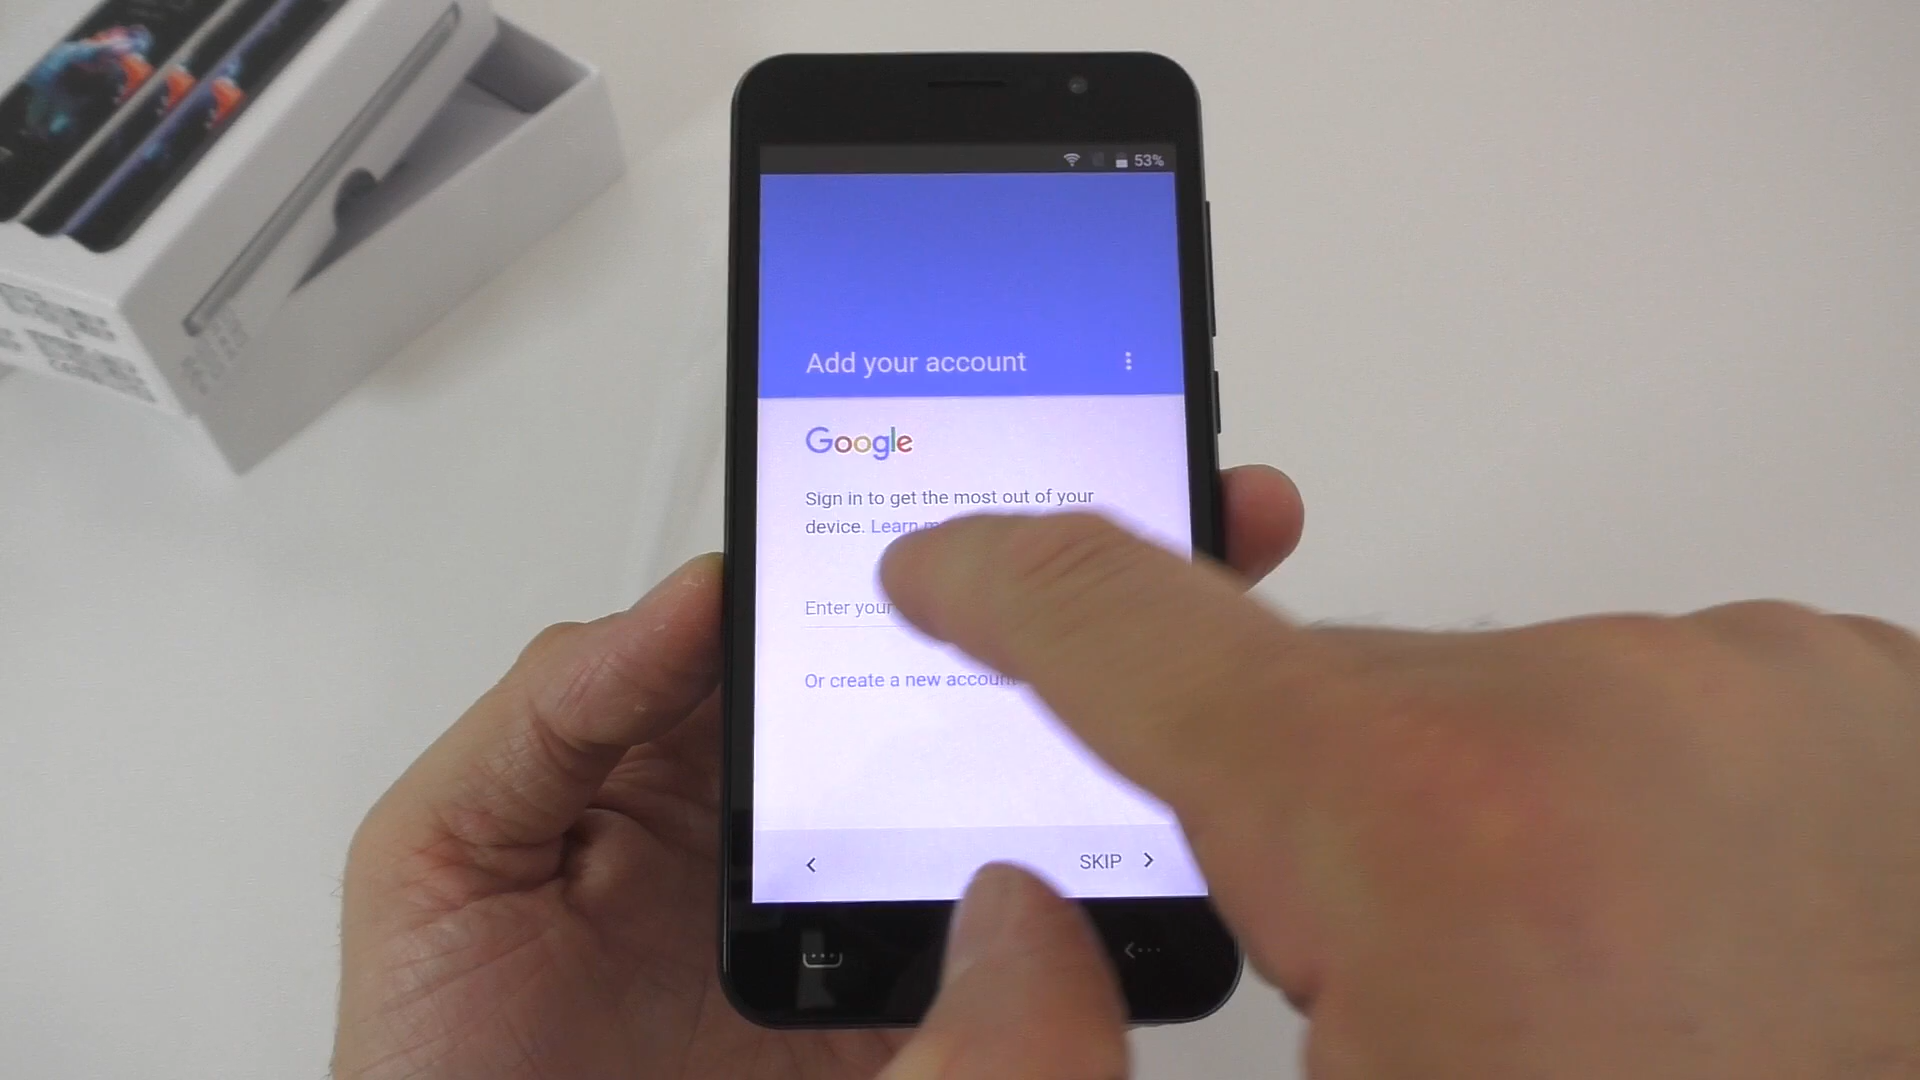 53%
Add your account
Google
Sign in to get the most out of your
device. Learn
Enter your
Or create a new account
SKIP